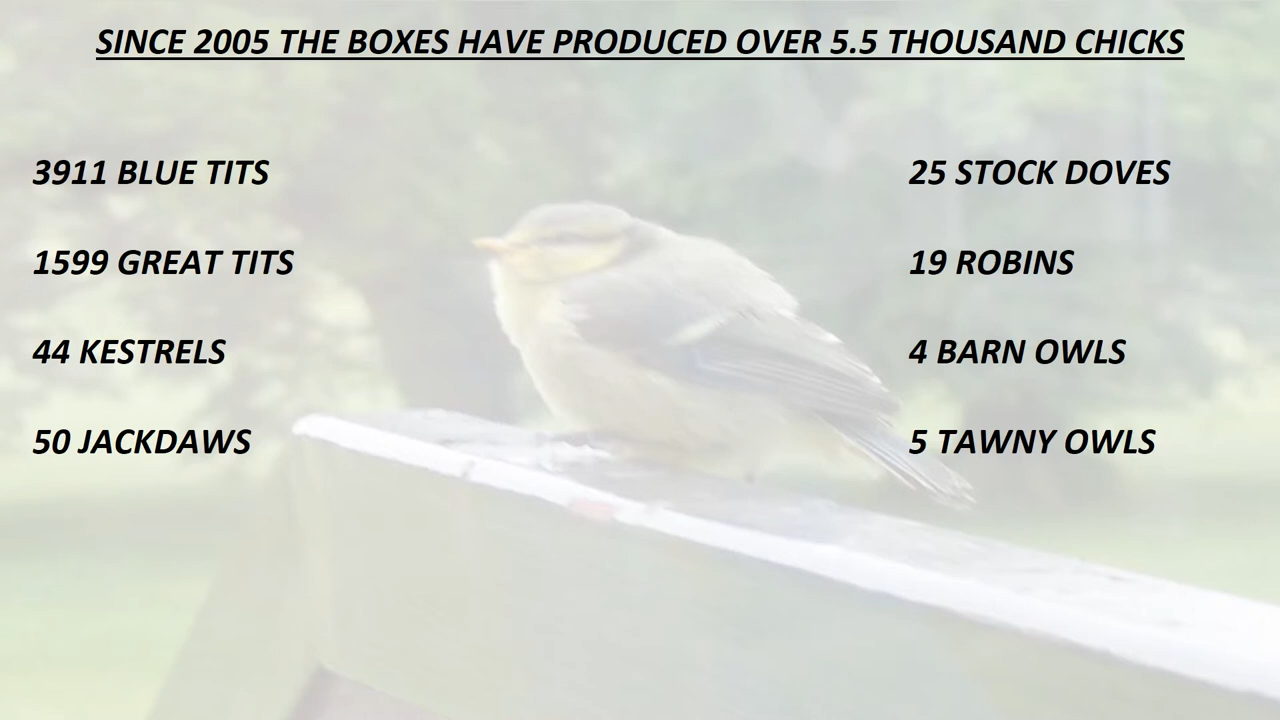 SINCE 2005 THE BOXES HAVE PRODUCED OVER 5.5 THOUSAND CHICKS
3911 BLUE TITS
1599 GREAT TITS
44 KESTRELS
50 JACKDAWS
25 STOCK DOVES
19 ROBINS
4 BARN OWLS
5 TAWNY OWLS